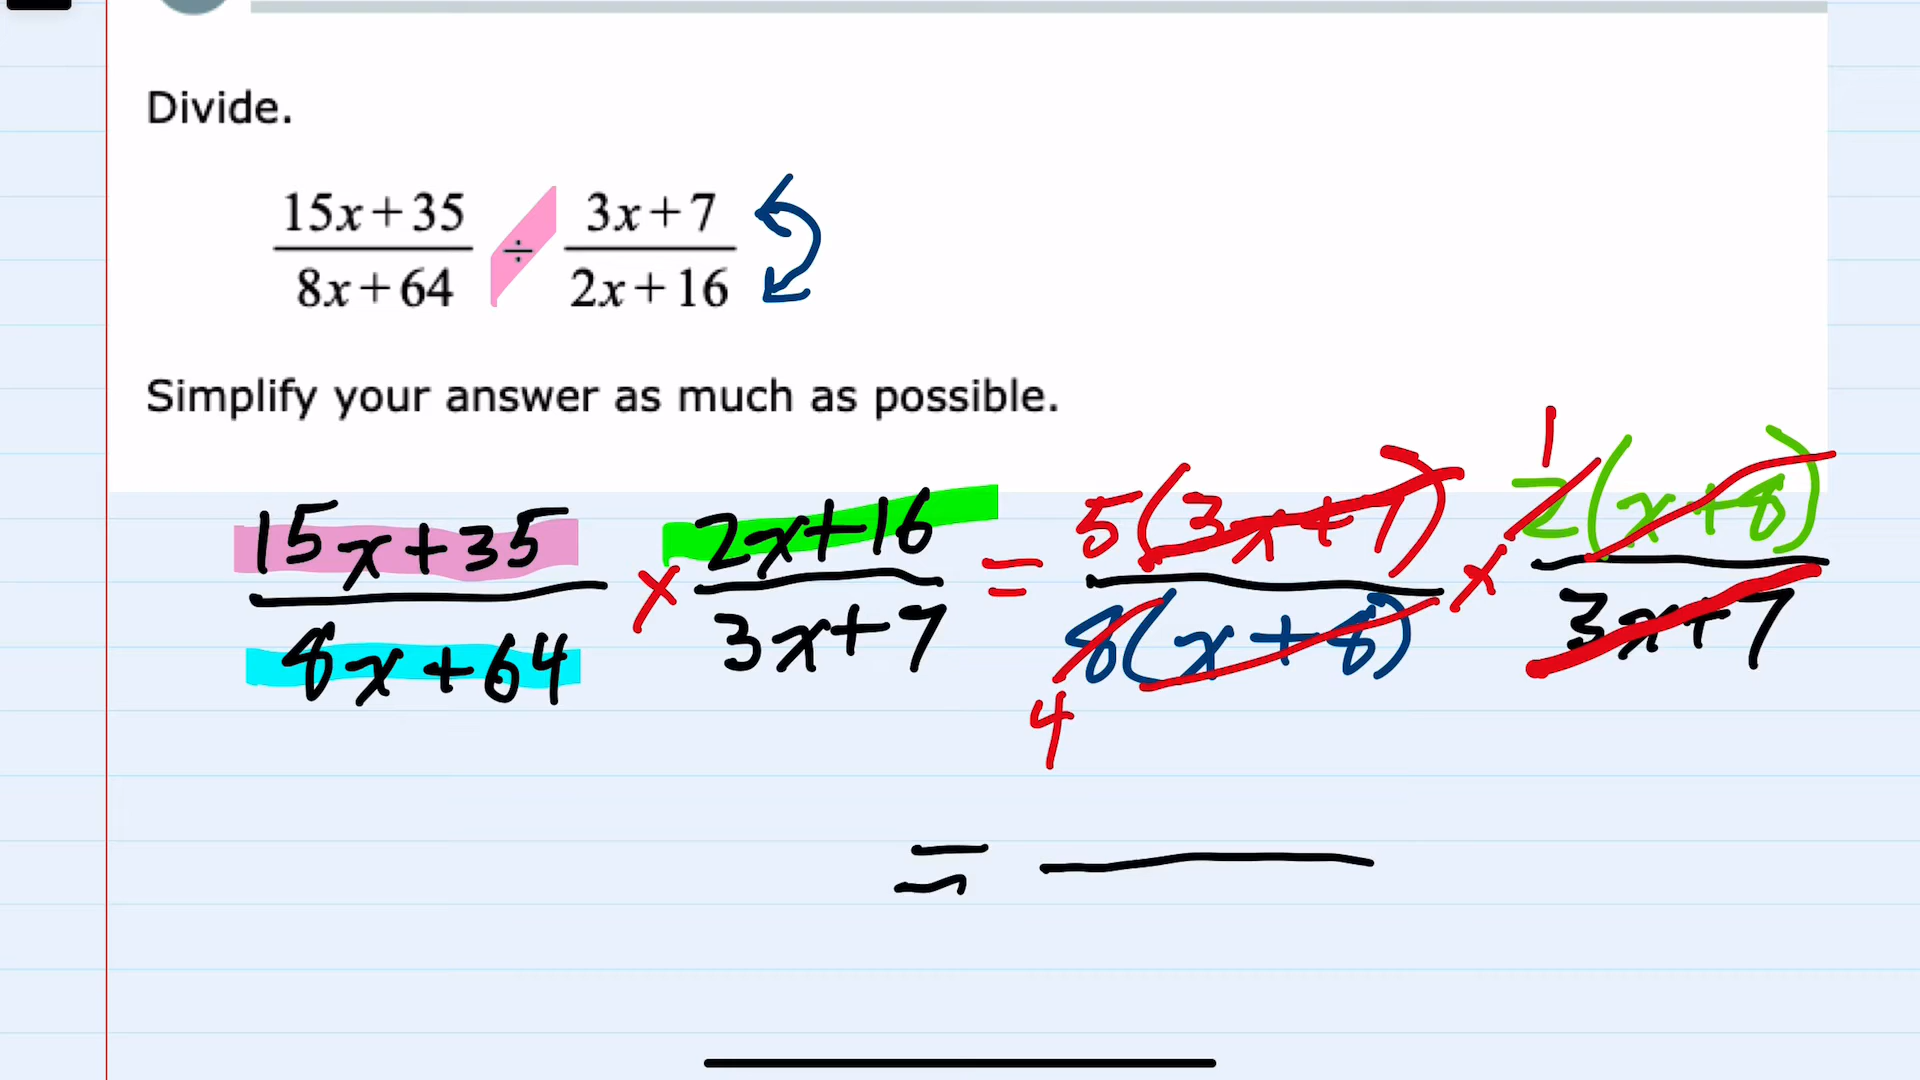 Divide.
15x+35 / 8x+64 ÷ 3x+7 / 2x+16
Simplify your answer as much as possible.
15x+35 / 8x+64 × 2x+16 / 3x+7 = 5(3x+7) / 8(x+8) 4 × 1 2(x+8) / 3x+7
=